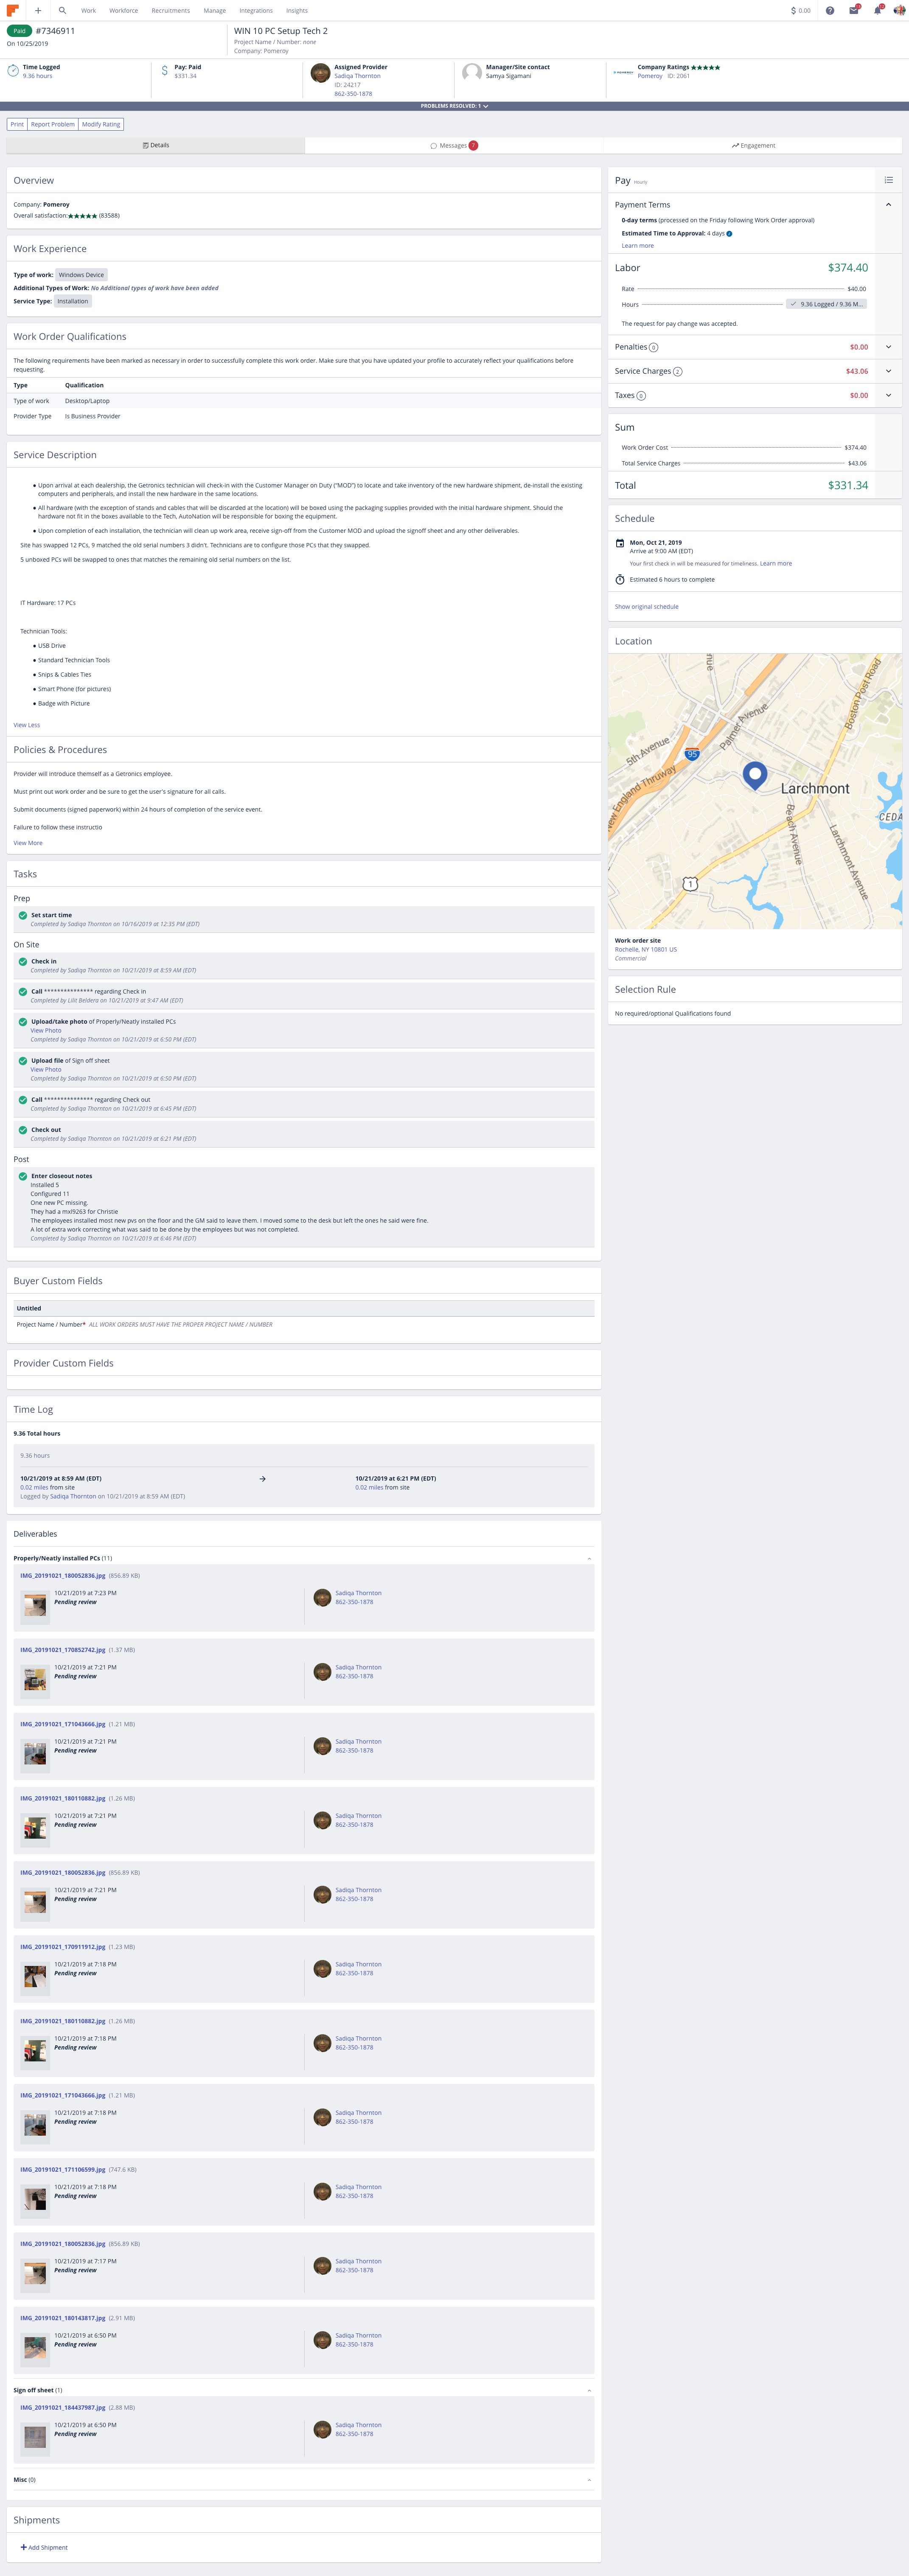 Work Workforce Recruitments Manage Integrations Insights
$ 0.00
Paid #7346911
On 10/25/2019
WIN 10 PC Setup Tech 2
Project Name / Number: none
Company: Pomeroy
Time Logged
9.36 hours
Pay: Paid
$331.34
Assigned Provider
Sadiqa Thornton
ID: 24217
862-350-1878
Manager/Site contact
Samya Sigamani
Company Ratings ★★★★★
Pomeroy ID: 2061
PROBLEMS RESOLVED: 1
Print Report Problem Modify Rating
Details
Messages 7
Engagement
Overview
Company: Pomeroy
Overall satisfaction: ★★★★★ (83588)
Work Experience
Type of work: Windows Device
Additional Types of Work: No Additional types of work have been added
Service Type: Installation
Work Order Qualifications
The following requirements have been marked as necessary in order to successfully complete this work order. Make sure that you have updated your profile to accurately reflect your qualifications before
requesting.
Type Qualification
Type of work Desktop/Laptop
Provider Type Is Business Provider
Service Description
● Upon arrival at each dealership, the Getronics technician will check-in with the Customer Manager on Duty ("MOD") to locate and take inventory of the new hardware shipment, de-install the existing
computers and peripherals, and install the new hardware in the same locations.
● All hardware (with the exception of stands and cables that will be discarded at the location) will be boxed using the packaging supplies provided with the initial hardware shipment. Should the
hardware not fit in the boxes available to the Tech, AutoNation will be responsible for boxing the equipment.
● Upon completion of each installation, the technician will clean up work area, receive sign-off from the Customer MOD and upload the signoff sheet and any other deliverables.
Site has swapped 12 PCs, 9 matched the old serial numbers 3 didn't. Technicians are to configure those PCs that they swapped.
5 unboxed PCs will be swapped to ones that matches the remaining old serial numbers on the list.
IT Hardware: 17 PCs
Technician Tools:
● USB Drive
● Standard Technician Tools
● Snips & Cables Ties
● Smart Phone (for pictures)
● Badge with Picture
View Less
Policies & Procedures
Provider will introduce themself as a Getronics employee.
Must print out work order and be sure to get the user's signature for all calls.
Submit documents (signed paperwork) within 24 hours of completion of the service event.
Failure to follow these instructio
View More
Tasks
Prep
Set start time
Completed by Sadiqa Thornton on 10/16/2019 at 12:35 PM (EDT)
On Site
Check in
Completed by Sadiqa Thornton on 10/21/2019 at 8:59 AM (EDT)
Call *************** regarding Check in
Completed by Lilit Beldera on 10/21/2019 at 9:47 AM (EDT)
Upload/take photo of Properly/Neatly installed PCs
View Photo
Completed by Sadiqa Thornton on 10/21/2019 at 6:50 PM (EDT)
Upload file of Sign off sheet
View Photo
Completed by Sadiqa Thornton on 10/21/2019 at 6:50 PM (EDT)
Call *************** regarding Check out
Completed by Sadiqa Thornton on 10/21/2019 at 6:45 PM (EDT)
Check out
Completed by Sadiqa Thornton on 10/21/2019 at 6:21 PM (EDT)
Post
Enter closeout notes
Installed 5
Configured 11
One new PC missing.
They had a mxl9263 for Christie
The employees installed most new pvs on the floor and the GM said to leave them. I moved some to the desk but left the ones he said were fine.
A lot of extra work correcting what was said to be done by the employees but was not completed.
Completed by Sadiqa Thornton on 10/21/2019 at 6:46 PM (EDT)
Buyer Custom Fields
Untitled
Project Name / Number* ALL WORK ORDERS MUST HAVE THE PROPER PROJECT NAME / NUMBER
Provider Custom Fields
Time Log
9.36 Total hours
9.36 hours
10/21/2019 at 8:59 AM (EDT) → 10/21/2019 at 6:21 PM (EDT)
0.02 miles from site 0.02 miles from site
Logged by Sadiqa Thornton on 10/21/2019 at 8:59 AM (EDT)
Deliverables
Properly/Neatly installed PCs (11)
IMG_20191021_180052836.jpg (856.89 KB)
10/21/2019 at 7:23 PM Sadiqa Thornton
Pending review 862-350-1878
IMG_20191021_170852742.jpg (1.37 MB)
10/21/2019 at 7:21 PM Sadiqa Thornton
Pending review 862-350-1878
IMG_20191021_171043666.jpg (1.21 MB)
10/21/2019 at 7:21 PM Sadiqa Thornton
Pending review 862-350-1878
IMG_20191021_180110882.jpg (1.26 MB)
10/21/2019 at 7:21 PM Sadiqa Thornton
Pending review 862-350-1878
IMG_20191021_180052836.jpg (856.89 KB)
10/21/2019 at 7:21 PM Sadiqa Thornton
Pending review 862-350-1878
IMG_20191021_170911912.jpg (1.23 MB)
10/21/2019 at 7:18 PM Sadiqa Thornton
Pending review 862-350-1878
IMG_20191021_180110882.jpg (1.26 MB)
10/21/2019 at 7:18 PM Sadiqa Thornton
Pending review 862-350-1878
IMG_20191021_171043666.jpg (1.21 MB)
10/21/2019 at 7:18 PM Sadiqa Thornton
Pending review 862-350-1878
IMG_20191021_171106599.jpg (747.6 KB)
10/21/2019 at 7:18 PM Sadiqa Thornton
Pending review 862-350-1878
IMG_20191021_180052836.jpg (856.89 KB)
10/21/2019 at 7:17 PM Sadiqa Thornton
Pending review 862-350-1878
IMG_20191021_180143817.jpg (2.91 MB)
10/21/2019 at 6:50 PM Sadiqa Thornton
Pending review 862-350-1878
Sign off sheet (1)
IMG_20191021_184437987.jpg (2.88 MB)
10/21/2019 at 6:50 PM Sadiqa Thornton
Pending review 862-350-1878
Misc (0)
Shipments
+ Add Shipment
Pay Hourly
Payment Terms
0-day terms (processed on the Friday following Work Order approval)
Estimated Time to Approval: 4 days
Learn more
Labor $374.40
Rate $40.00
Hours 9.36 Logged / 9.36 M...
The request for pay change was accepted.
Penalties 0 $0.00
Service Charges 2 $43.06
Taxes 0 $0.00
Sum
Work Order Cost $374.40
Total Service Charges $43.06
Total $331.34
Schedule
Mon, Oct 21, 2019
Arrive at 9:00 AM (EDT)
Your first check in will be measured for timeliness. Learn more
Estimated 6 hours to complete
Show original schedule
Location
nue
Boston Post Road
Palmer Avenue
5th Avenue
95
New England Thruway
Larchmont
CEDA
Beach Avenue
Larchmont Avenue
1
Work order site
Rochelle, NY 10801 US
Commercial
Selection Rule
No required/optional Qualifications found